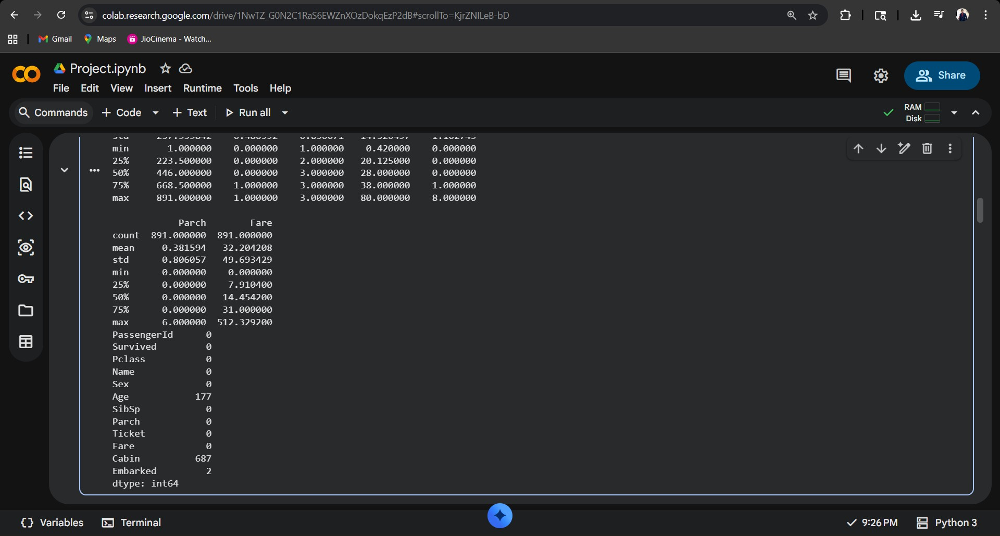 colab.research.google.com/drive/1NwTZ_G0N2C1RaS6EWZnXOzDokqEzP2dB#scrollTo=KjrZNlLeB-bD
Gmail Maps JioCinema - Watch...
Project.ipynb
File Edit View Insert Runtime Tools Help
Share
Commands + Code + Text Run all
RAM
Disk
min 1.000000 0.000000 1.000000 0.420000 0.000000
25% 223.500000 0.000000 2.000000 20.125000 0.000000
50% 446.000000 0.000000 3.000000 28.000000 0.000000
75% 668.500000 1.000000 3.000000 38.000000 1.000000
max 891.000000 1.000000 3.000000 80.000000 8.000000
Parch Fare
count 891.000000 891.000000
mean 0.381594 32.204208
std 0.806057 49.693429
min 0.000000 0.000000
25% 0.000000 7.910400
50% 0.000000 14.454200
75% 0.000000 31.000000
max 6.000000 512.329200
PassengerId 0
Survived 0
Pclass 0
Name 0
Sex 0
Age 177
SibSp 0
Parch 0
Ticket 0
Fare 0
Cabin 687
Embarked 2
dtype: int64
Variables Terminal
9:26 PM Python 3